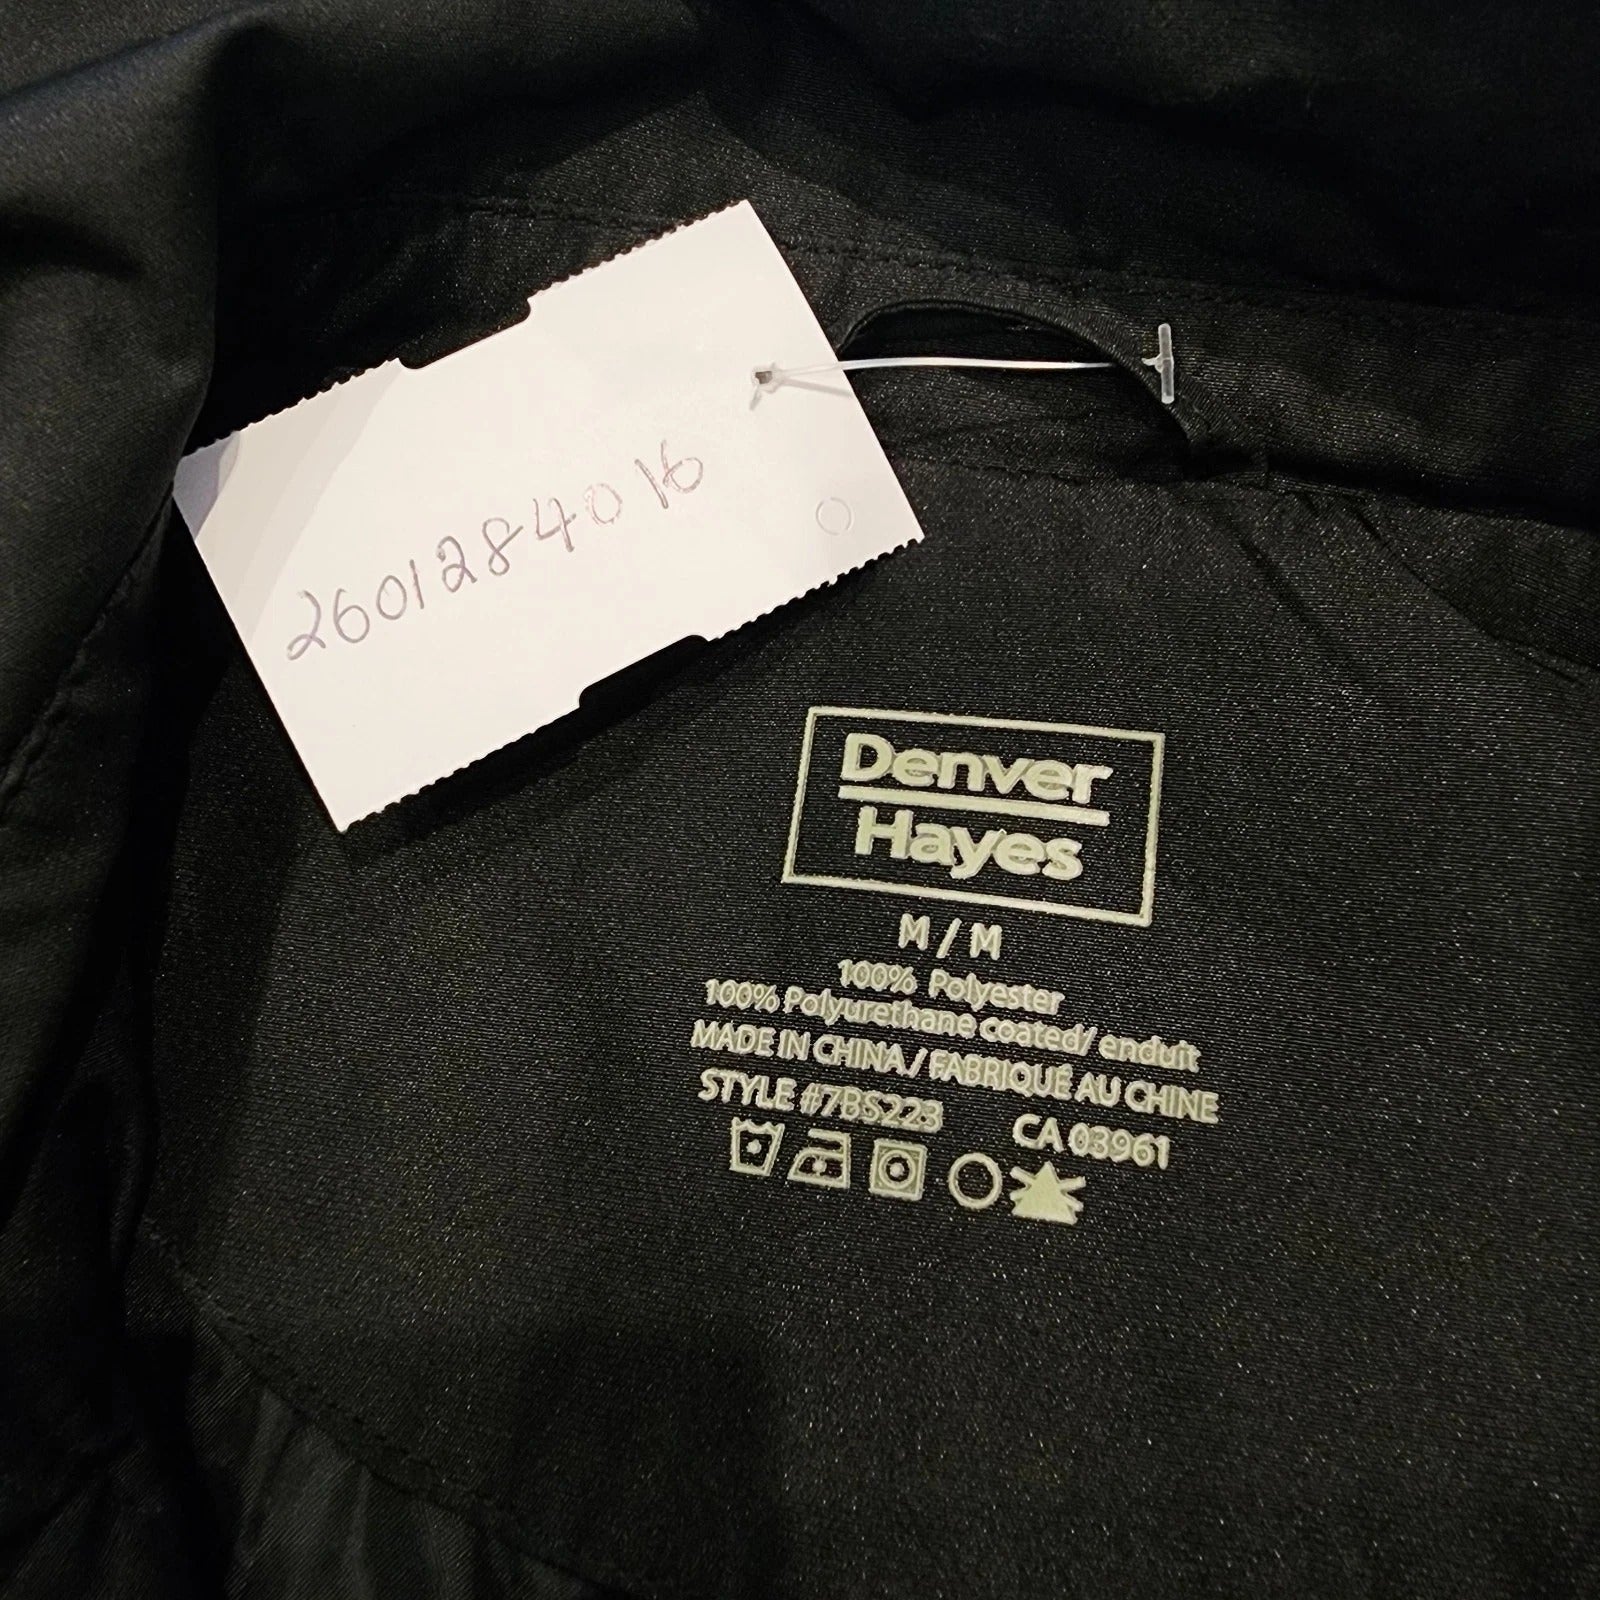 2601284016
Denver
Hayes
M / M
100% Polyester
100% Polyurethane coated/ enduit
MADE IN CHINA / FABRIQUÉ AU CHINE
STYLE #7BS223 CA 03961